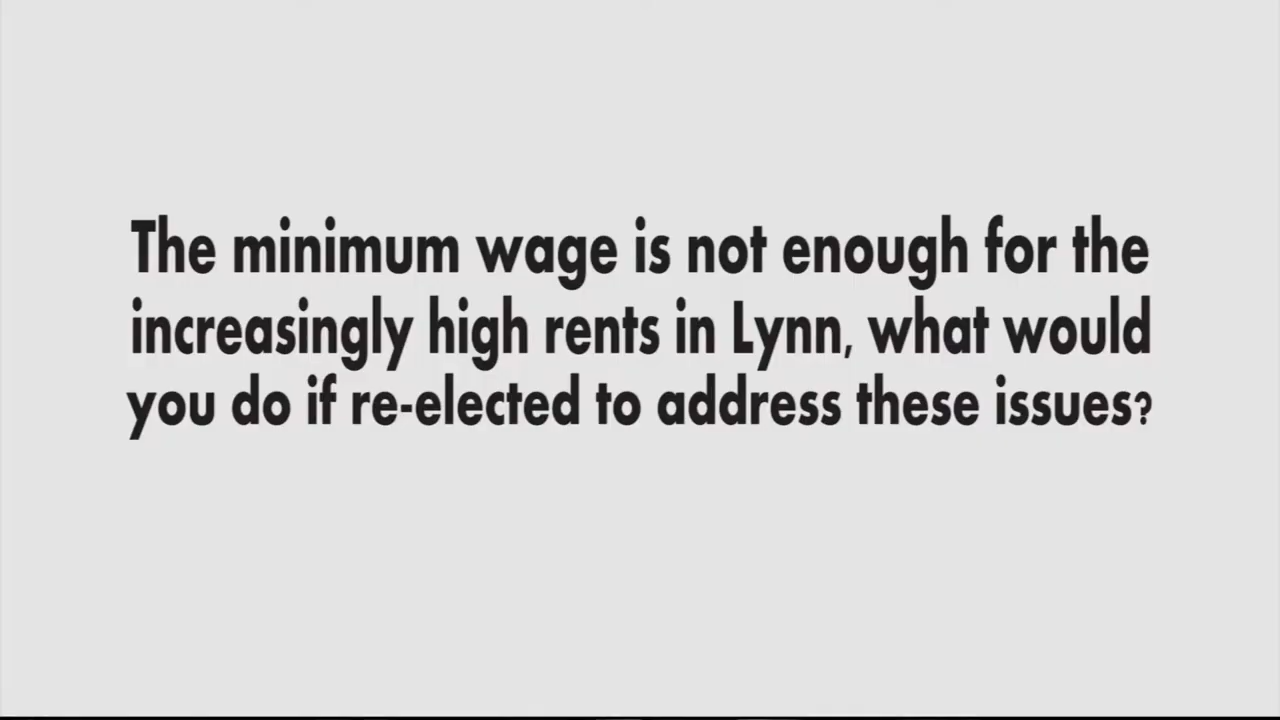 The minimum wage is not enough for the
increasingly high rents in Lynn, what would
you do if re-elected to address these issues?